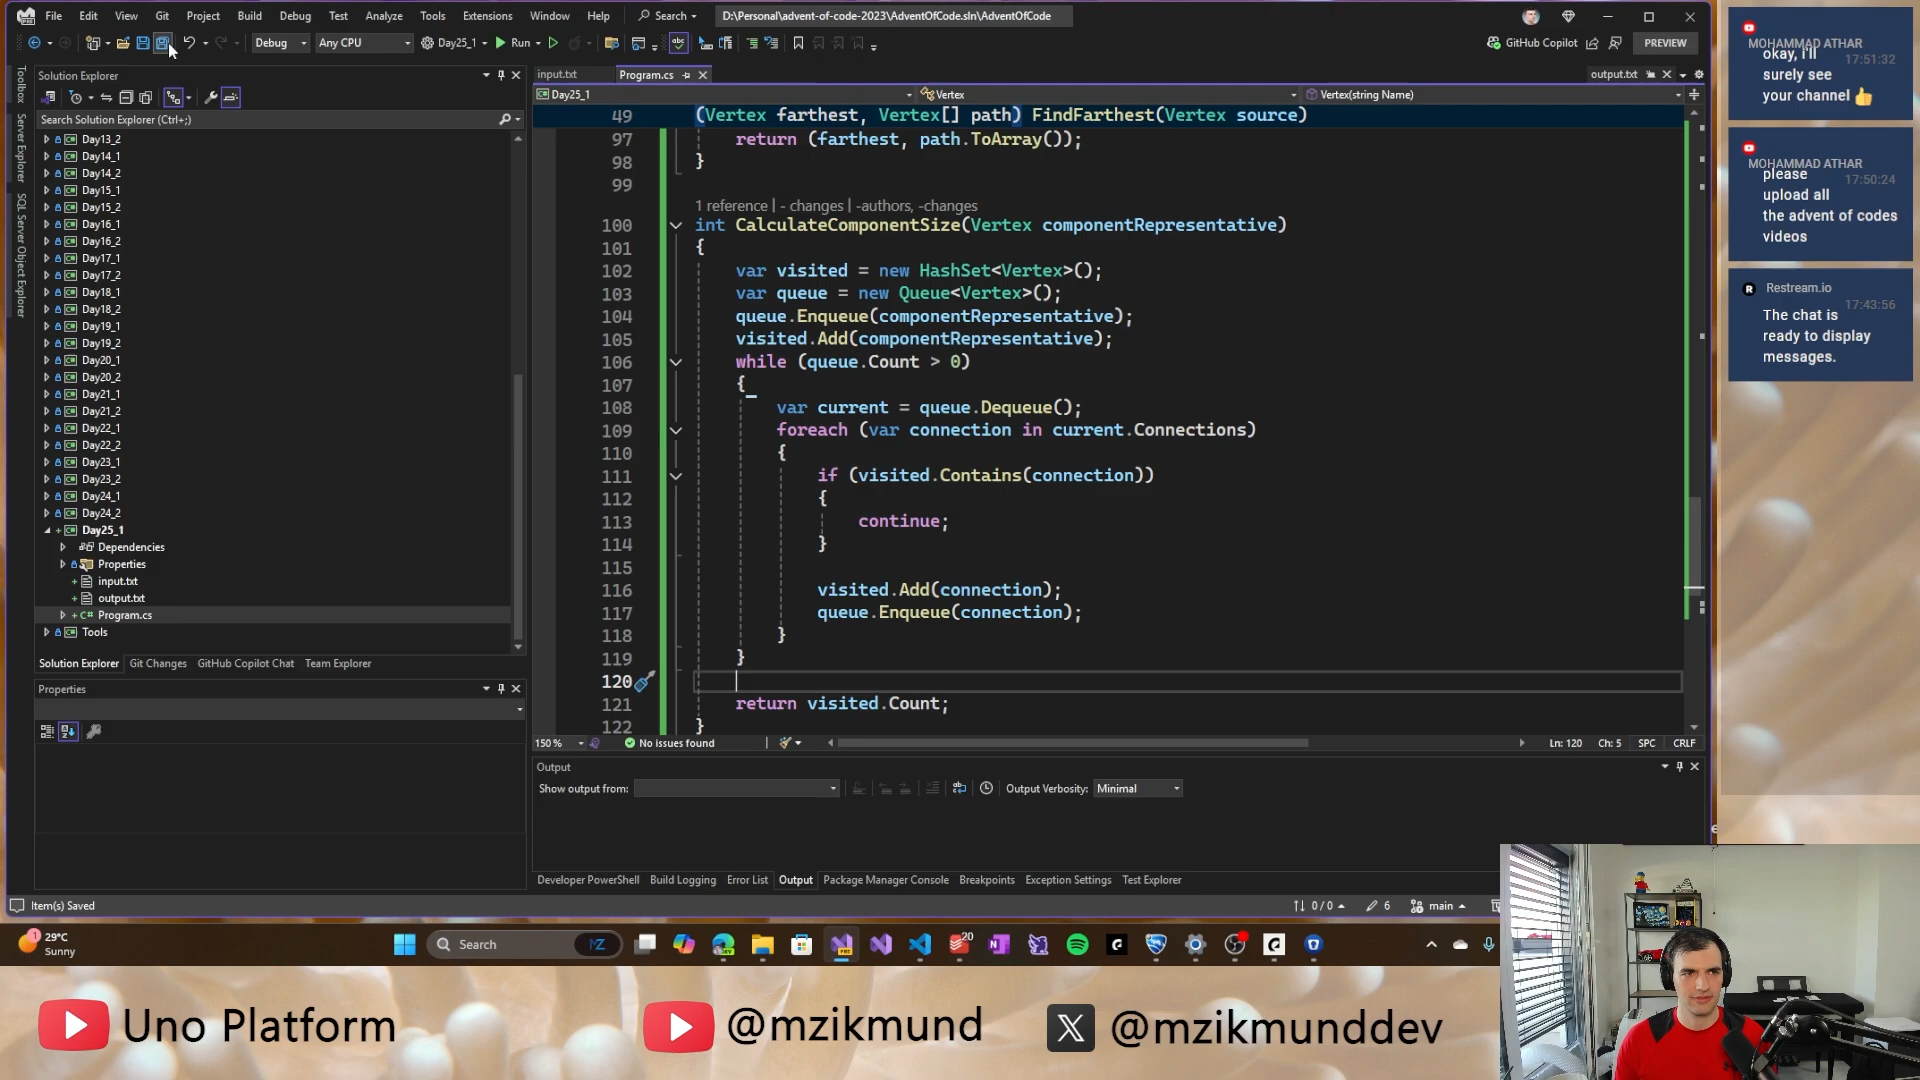 File Edit View Git Project Build Debug Test Analyze Tools Extensions Window Help Search D:\Personal\advent-of-code-2023\AdventOfCode.sln\AdventOfCode
Debug Any CPU Day25_1 Run GitHub Copilot PREVIEW
Toolbox
Server Explorer
SQL Server Object Explorer
Solution Explorer
Search Solution Explorer (Ctrl+;)
Day13_2
Day14_1
Day14_2
Day15_1
Day15_2
Day16_1
Day16_2
Day17_1
Day17_2
Day18_1
Day18_2
Day19_1
Day19_2
Day20_1
Day20_2
Day21_1
Day21_2
Day22_1
Day22_2
Day23_1
Day23_2
Day24_1
Day24_2
Day25_1
Dependencies
Properties
input.txt
output.txt
C# Program.cs
Tools
Solution Explorer Git Changes GitHub Copilot Chat Team Explorer
Properties
input.txt Program.cs output.txt
Day25_1 Vertex Vertex(string Name)
49 (Vertex farthest, Vertex[] path) FindFarthest(Vertex source)
97 return (farthest, path.ToArray());
98 }
99
1 reference | - changes | -authors, -changes
100 int CalculateComponentSize(Vertex componentRepresentative)
101 {
102 var visited = new HashSet<Vertex>();
103 var queue = new Queue<Vertex>();
104 queue.Enqueue(componentRepresentative);
105 visited.Add(componentRepresentative);
106 while (queue.Count > 0)
107 {
108 var current = queue.Dequeue();
109 foreach (var connection in current.Connections)
110 {
111 if (visited.Contains(connection))
112 {
113 continue;
114 }
115
116 visited.Add(connection);
117 queue.Enqueue(connection);
118 }
119 }
120
121 return visited.Count;
122 }
150 % No issues found Ln: 120 Ch: 5 SPC CRLF
Output
Show output from: Output Verbosity: Minimal
Developer PowerShell Build Logging Error List Output Package Manager Console Breakpoints Exception Settings Test Explorer
Item(s) Saved 0 / 0 6 main
1 29°C
Sunny
Search MZ 20
MOHAMMAD ATHAR
17:51:32
okay, i'll
surely see
your channel 👍
MOHAMMAD ATHAR
17:50:24
please
upload all
the advent of codes
videos
R Restream.io
17:43:56
The chat is
ready to display
messages.
Uno Platform @mzikmund @mzikmunddev